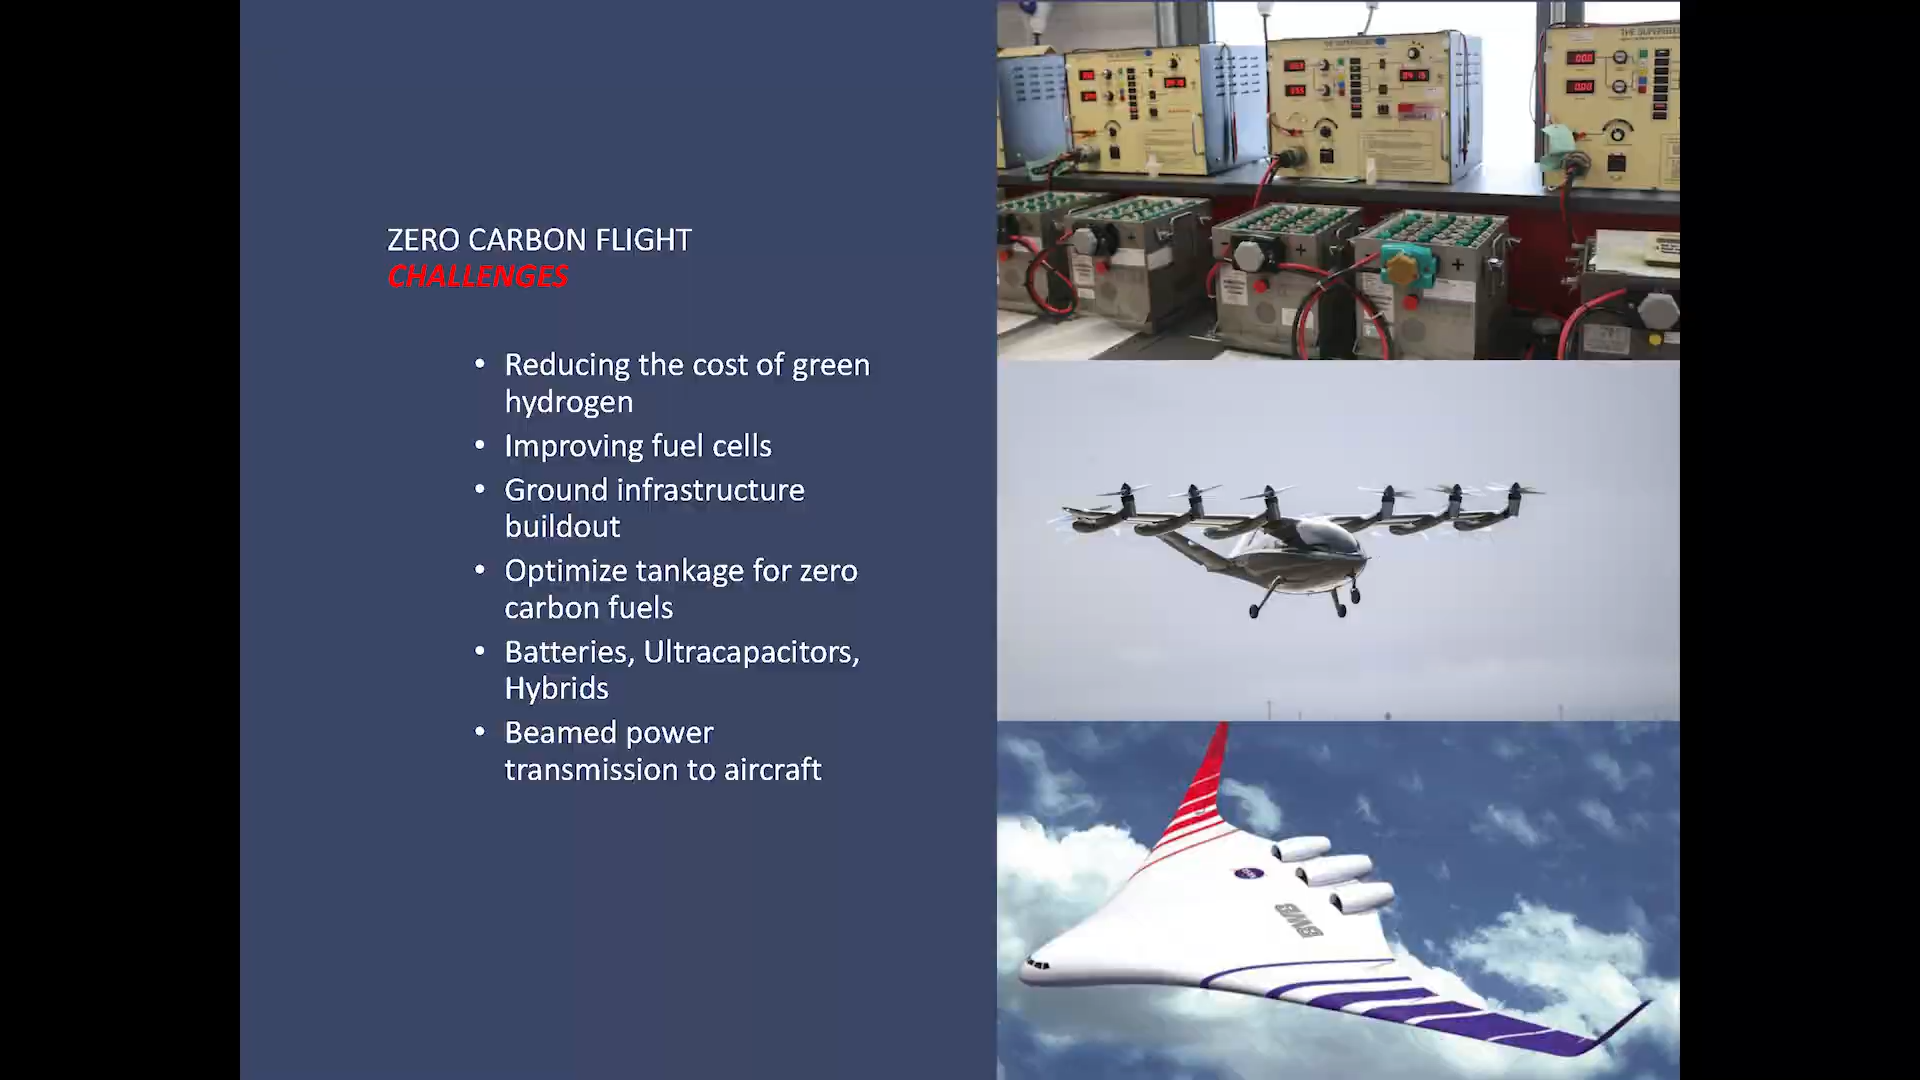 ZERO CARBON FLIGHT
CHALLENGES
• Reducing the cost of green
hydrogen
• Improving fuel cells
• Ground infrastructure
buildout
• Optimize tankage for zero
carbon fuels
• Batteries, Ultracapacitors,
Hybrids
• Beamed power
transmission to aircraft
BWB